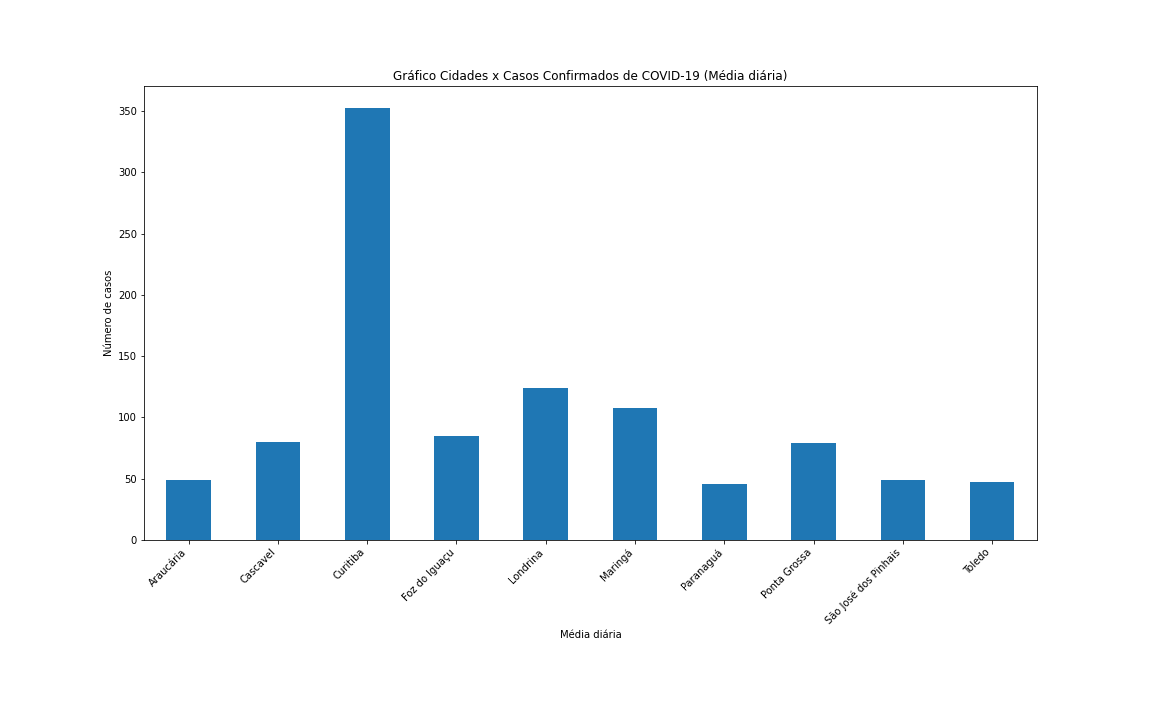 Gráfico Cidades x Casos Confirmados de COVID-19 (Média diária)
Número de casos
350
300
250
200
150
100
50
0
Araucária
Cascavel
Curitiba
Foz do Iguaçu
Londrina
Maringá
Paranaguá
Ponta Grossa
São José dos Pinhais
Toledo
Média diária